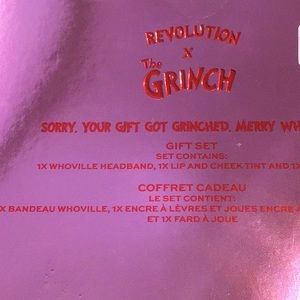 REVOLUTION
X
The
GRINCH
SORRY, YOUR GIFT GOT GRINCHED. MERRY WH
GIFT SET
SET CONTAINS:
1X WHOVILLE HEADBAND, 1X LIP AND CHEEK TINT AND 1X
COFFRET CADEAU
LE SET CONTIENT:
X BANDEAU WHOVILLE, 1X ENCRE À LÈVRES ET JOUES ENCRE
ET 1X FARD À JOUE